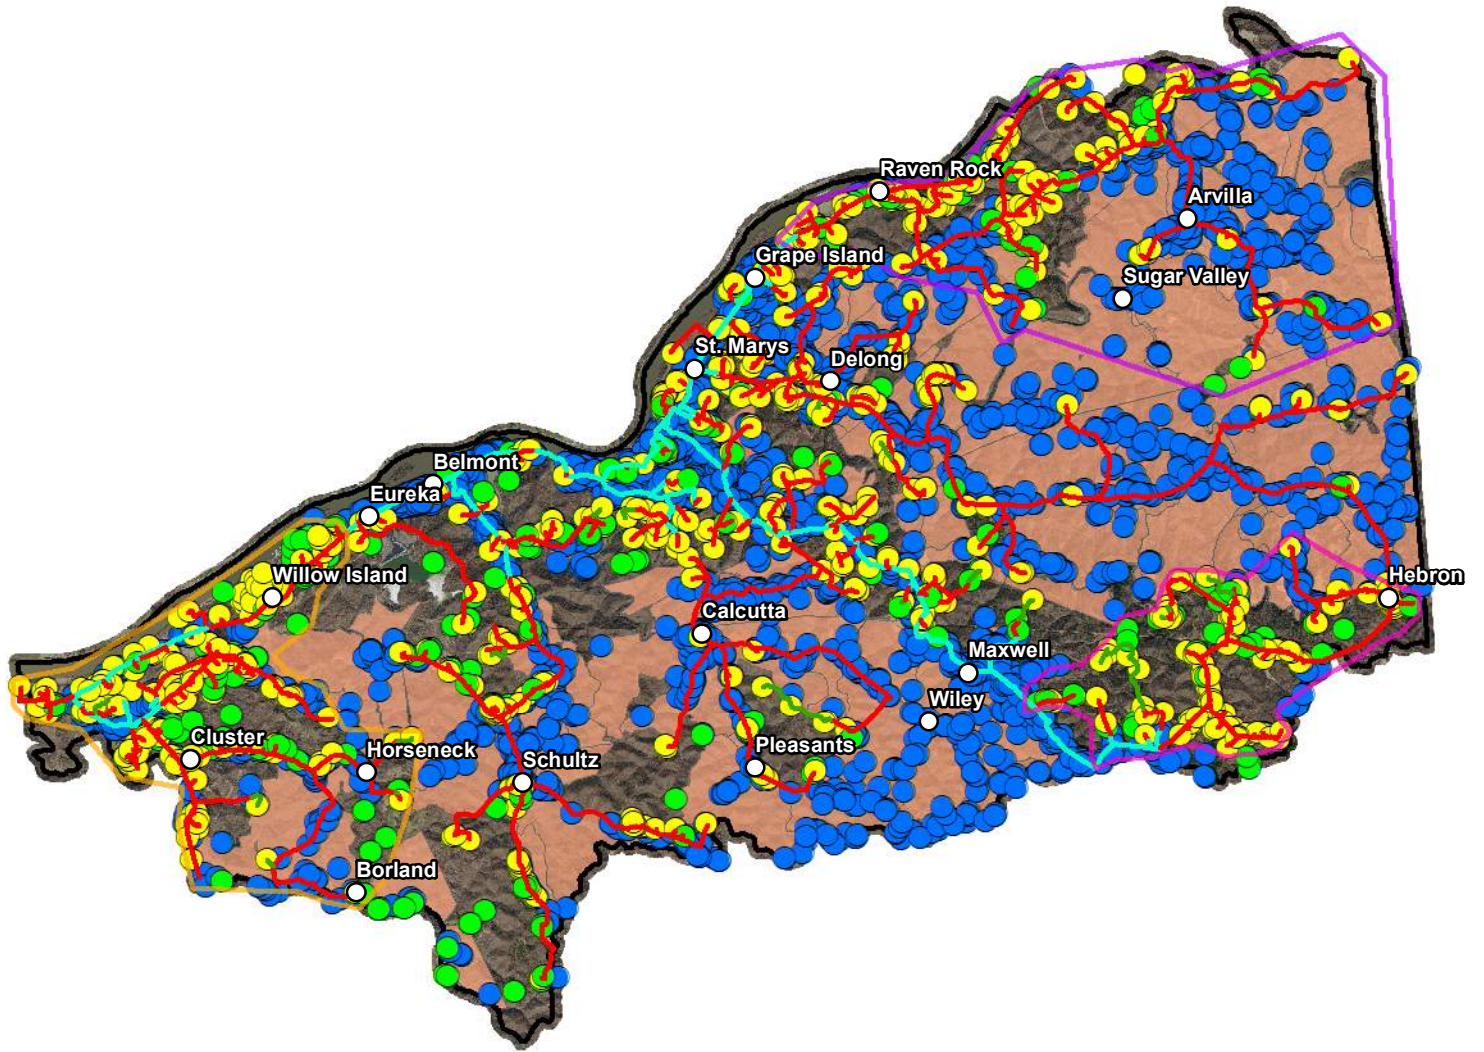 Raven Rock
Arvilla
Grape Island
Sugar Valley
St. Marys
Delong
Belmont
Eureka
Willow Island
Hebron
Calcutta
Maxwell
Wiley
Cluster
Horseneck
Schultz
Pleasants
Borland